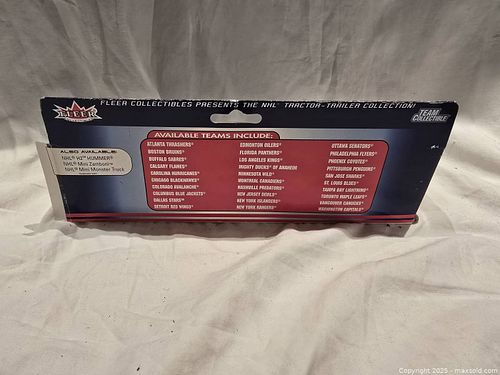 FLEER
FLEER COLLECTIBLES PRESENTS THE NHL® TRACTOR-TRAILER COLLECTION!
TEAM
COLLECTIBLE
AVAILABLE TEAMS INCLUDE:
ALSO AVAILABLE:
NHL® H2™ HUMMER®
NHL® Mini Zamboni™
NHL® Mini Monster Truck
ATLANTA THRASHERS®
BOSTON BRUINS®
BUFFALO SABRES®
CALGARY FLAMES®
CAROLINA HURRICANES®
CHICAGO BLACKHAWKS®
COLORADO AVALANCHE®
COLUMBUS BLUE JACKETS®
DALLAS STARS™
DETROIT RED WINGS®
EDMONTON OILERS®
FLORIDA PANTHERS®
LOS ANGELES KINGS®
MIGHTY DUCKS® OF ANAHEIM
MINNESOTA WILD®
MONTREAL CANADIENS®
NASHVILLE PREDATORS®
NEW JERSEY DEVILS®
NEW YORK ISLANDERS®
NEW YORK RANGERS®
OTTAWA SENATORS®
PHILADELPHIA FLYERS®
PHOENIX COYOTES®
PITTSBURGH PENGUINS®
SAN JOSE SHARKS®
ST. LOUIS BLUES®
TAMPA BAY LIGHTNING®
TORONTO MAPLE LEAFS®
VANCOUVER CANUCKS®
WASHINGTON CAPITALS®
Copyright 2025 - maxsold.com